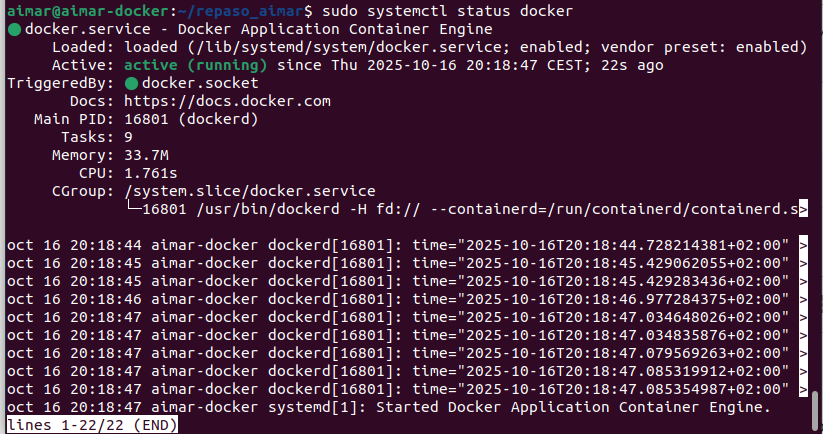 aimar@aimar-docker:~/repaso_aimar$ sudo systemctl status docker
● docker.service - Docker Application Container Engine
     Loaded: loaded (/lib/systemd/system/docker.service; enabled; vendor preset: enabled)
     Active: active (running) since Thu 2025-10-16 20:18:47 CEST; 22s ago
TriggeredBy: ● docker.socket
       Docs: https://docs.docker.com
   Main PID: 16801 (dockerd)
      Tasks: 9
     Memory: 33.7M
        CPU: 1.761s
     CGroup: /system.slice/docker.service
             └─16801 /usr/bin/dockerd -H fd:// --containerd=/run/containerd/containerd.s>
oct 16 20:18:44 aimar-docker dockerd[16801]: time="2025-10-16T20:18:44.728214381+02:00" >
oct 16 20:18:45 aimar-docker dockerd[16801]: time="2025-10-16T20:18:45.429062055+02:00" >
oct 16 20:18:45 aimar-docker dockerd[16801]: time="2025-10-16T20:18:45.429283436+02:00" >
oct 16 20:18:46 aimar-docker dockerd[16801]: time="2025-10-16T20:18:46.977284375+02:00" >
oct 16 20:18:47 aimar-docker dockerd[16801]: time="2025-10-16T20:18:47.034648026+02:00" >
oct 16 20:18:47 aimar-docker dockerd[16801]: time="2025-10-16T20:18:47.034835876+02:00" >
oct 16 20:18:47 aimar-docker dockerd[16801]: time="2025-10-16T20:18:47.079569263+02:00" >
oct 16 20:18:47 aimar-docker dockerd[16801]: time="2025-10-16T20:18:47.085319912+02:00" >
oct 16 20:18:47 aimar-docker dockerd[16801]: time="2025-10-16T20:18:47.085354987+02:00" >
oct 16 20:18:47 aimar-docker systemd[1]: Started Docker Application Container Engine.
lines 1-22/22 (END)